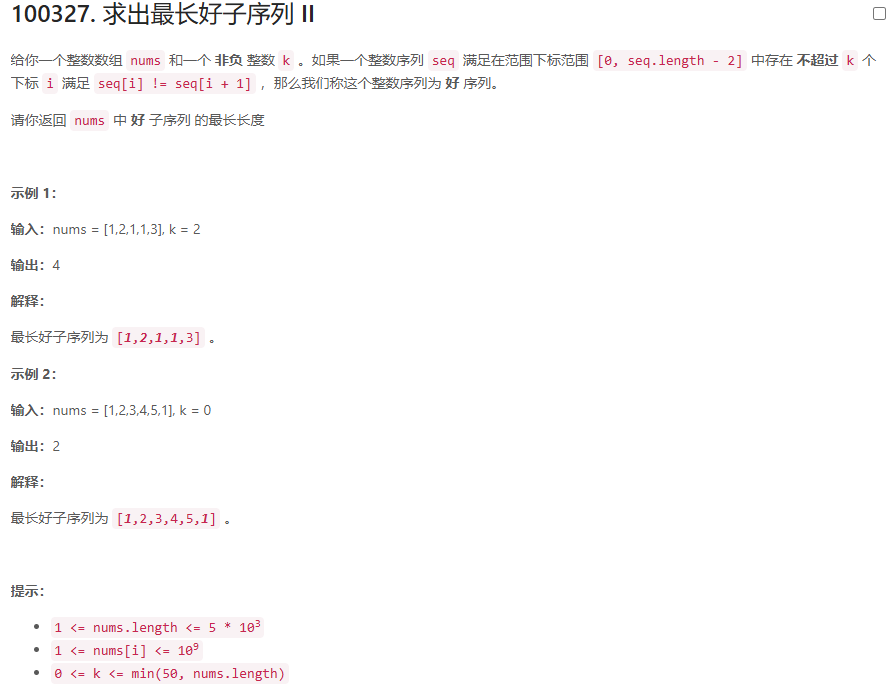 100327. 求出最长好子序列 II
给你一个整数数组 nums 和一个 非负 整数 k 。如果一个整数序列 seq 满足在范围下标范围 [0, seq.length - 2] 中存在 不超过 k 个
下标 i 满足 seq[i] != seq[i + 1] ，那么我们称这个整数序列为 好 序列。
请你返回 nums 中 好 子序列 的最长长度
示例 1：
输入：nums = [1,2,1,1,3], k = 2
输出：4
解释：
最长好子序列为 [1,2,1,1,3] 。
示例 2：
输入：nums = [1,2,3,4,5,1], k = 0
输出：2
解释：
最长好子序列为 [1,2,3,4,5,1] 。
提示：
• 1 <= nums.length <= 5 * 10³
• 1 <= nums[i] <= 10⁹
• 0 <= k <= min(50, nums.length)